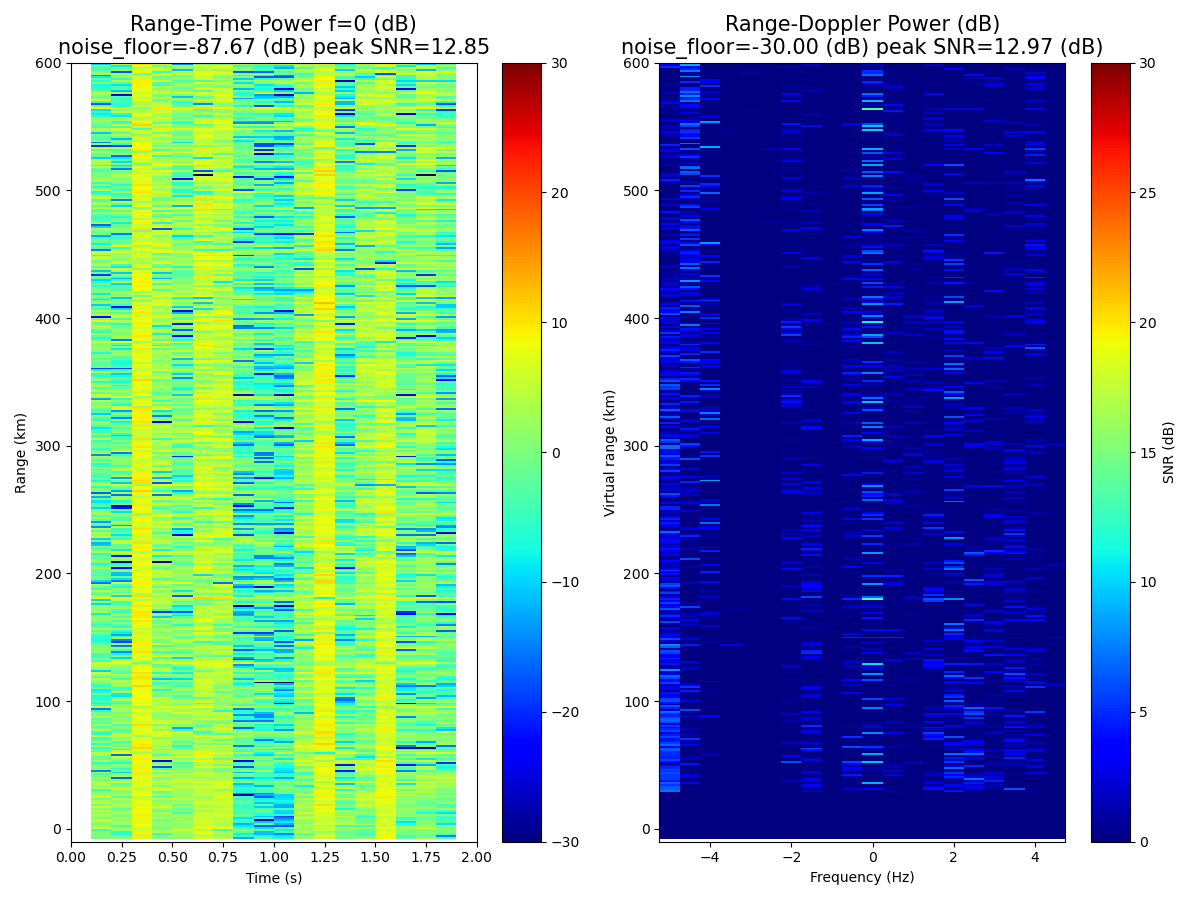 Range-Time Power f=0 (dB)
noise_floor=-87.67 (dB) peak SNR=12.85
Range (km)
600
500
400
300
200
100
0
0.00 0.25 0.50 0.75 1.00 1.25 1.50 1.75 2.00
Time (s)
30
20
10
0
−10
−20
−30
Range-Doppler Power (dB)
noise_floor=-30.00 (dB) peak SNR=12.97 (dB)
Virtual range (km)
600
500
400
300
200
100
0
−4 −2 0 2 4
Frequency (Hz)
30
25
20
15
10
5
0
SNR (dB)